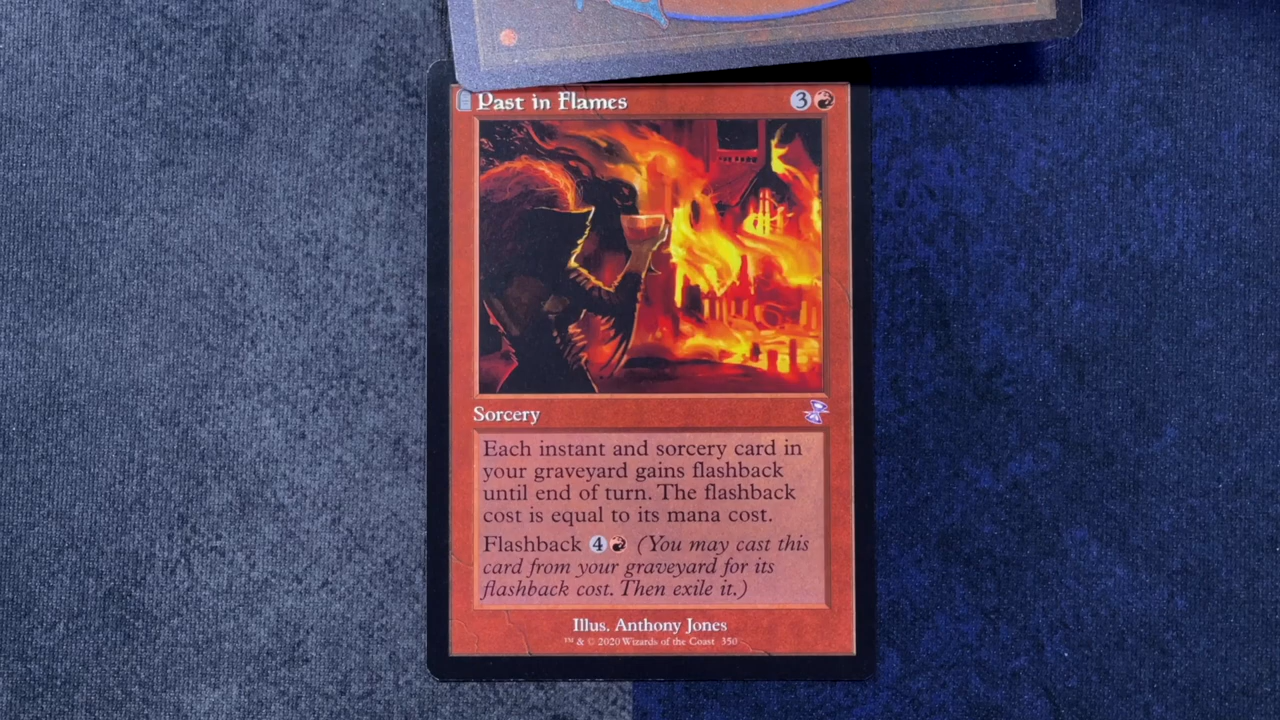 Past in Flames 3
Sorcery
Each instant and sorcery card in
your graveyard gains flashback
until end of turn. The flashback
cost is equal to its mana cost.
Flashback 4 (You may cast this
card from your graveyard for its
flashback cost. Then exile it.)
Illus. Anthony Jones
™ & © 2020 Wizards of the Coast 350